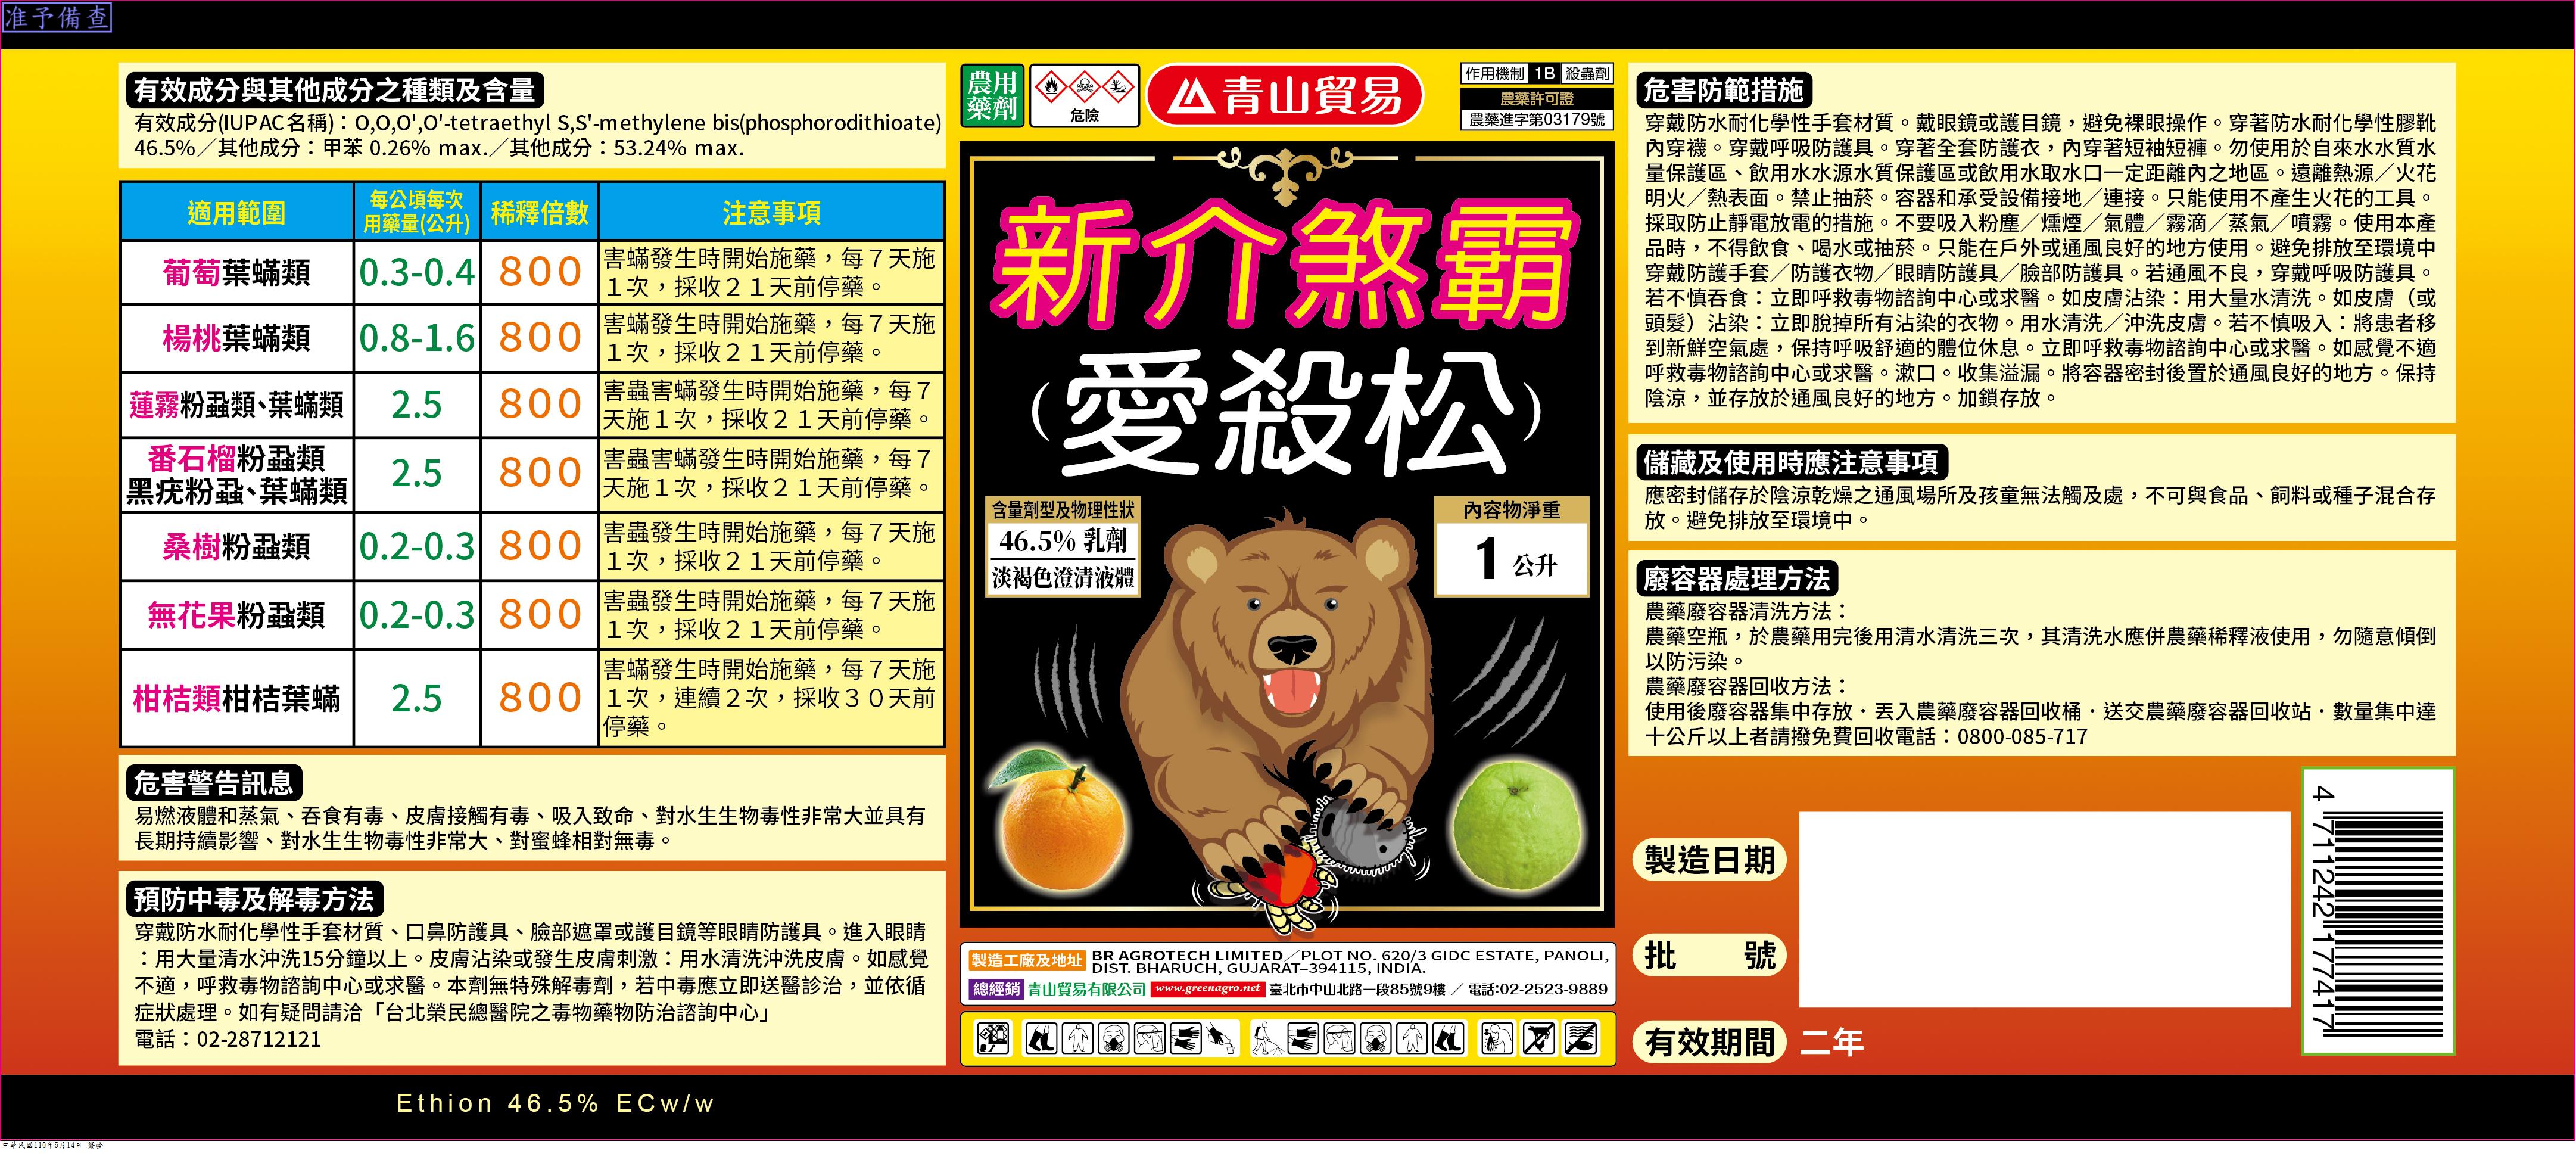 准予備查
有效成分與其他成分之種類及含量
有效成分(IUPAC名稱)：O,O,O',O'-tetraethyl S,S'-methylene bis(phosphorodithioate)
46.5%／其他成分：甲苯 0.26% max.／其他成分：53.24% max.
適用範圍 每公頃每次用藥量(公升) 稀釋倍數 注意事項
葡萄葉蟎類 0.3-0.4 800 害蟎發生時開始施藥，每７天施
１次，採收２１天前停藥。
楊桃葉蟎類 0.8-1.6 800 害蟎發生時開始施藥，每７天施
１次，採收２１天前停藥。
蓮霧粉蝨類、葉蟎類 2.5 800 害蟲害蟎發生時開始施藥，每７
天施１次，採收２１天前停藥。
番石榴粉蝨類
黑疣粉蝨、葉蟎類 2.5 800 害蟲害蟎發生時開始施藥，每７
天施１次，採收２１天前停藥。
桑樹粉蝨類 0.2-0.3 800 害蟲發生時開始施藥，每７天施
１次，採收２１天前停藥。
無花果粉蝨類 0.2-0.3 800 害蟲發生時開始施藥，每７天施
１次，採收２１天前停藥。
柑桔類柑桔葉蟎 2.5 800 害蟎發生時開始施藥，每７天施
１次，連續２次，採收３０天前
停藥。
危害警告訊息
易燃液體和蒸氣、吞食有毒、皮膚接觸有毒、吸入致命、對水生生物毒性非常大並具有
長期持續影響、對水生生物毒性非常大、對蜜蜂相對無毒。
預防中毒及解毒方法
穿戴防水耐化學性手套材質、口鼻防護具、臉部遮罩或護目鏡等眼睛防護具。進入眼睛
：用大量清水沖洗15分鐘以上。皮膚沾染或發生皮膚刺激：用水清洗沖洗皮膚。如感覺
不適，呼救毒物諮詢中心或求醫。本劑無特殊解毒劑，若中毒應立即送醫診治，並依循
症狀處理。如有疑問請洽「台北榮民總醫院之毒物藥物防治諮詢中心」
電話：02-28712121
農用
藥劑
危險
青山貿易
作用機制 1B 殺蟲劑
農藥許可證
農藥進字第03179號
新介煞霸
（愛殺松）
含量劑型及物理性狀
46.5% 乳劑
淡褐色澄清液體
內容物淨重
1 公升
製造工廠及地址 BR AGROTECH LIMITED／PLOT NO. 620/3 GIDC ESTATE, PANOLI,
DIST. BHARUCH, GUJARAT–394115, INDIA.
總經銷 青山貿易有限公司 www.greenagro.net 臺北市中山北路一段85號9樓 ／ 電話:02-2523-9889
危害防範措施
穿戴防水耐化學性手套材質。戴眼鏡或護目鏡，避免裸眼操作。穿著防水耐化學性膠靴
內穿襪。穿戴呼吸防護具。穿著全套防護衣，內穿著短袖短褲。勿使用於自來水水質水
量保護區、飲用水水源水質保護區或飲用水取水口一定距離內之地區。遠離熱源／火花
明火／熱表面。禁止抽菸。容器和承受設備接地／連接。只能使用不產生火花的工具。
採取防止靜電放電的措施。不要吸入粉塵／燻煙／氣體／霧滴／蒸氣／噴霧。使用本產
品時，不得飲食、喝水或抽菸。只能在戶外或通風良好的地方使用。避免排放至環境中
穿戴防護手套／防護衣物／眼睛防護具／臉部防護具。若通風不良，穿戴呼吸防護具。
若不慎吞食：立即呼救毒物諮詢中心或求醫。如皮膚沾染：用大量水清洗。如皮膚（或
頭髮）沾染：立即脫掉所有沾染的衣物。用水清洗／沖洗皮膚。若不慎吸入：將患者移
到新鮮空氣處，保持呼吸舒適的體位休息。立即呼救毒物諮詢中心或求醫。如感覺不適
呼救毒物諮詢中心或求醫。漱口。收集溢漏。將容器密封後置於通風良好的地方。保持
陰涼，並存放於通風良好的地方。加鎖存放。
儲藏及使用時應注意事項
應密封儲存於陰涼乾燥之通風場所及孩童無法觸及處，不可與食品、飼料或種子混合存
放。避免排放至環境中。
廢容器處理方法
農藥廢容器清洗方法：
農藥空瓶，於農藥用完後用清水清洗三次，其清洗水應併農藥稀釋液使用，勿隨意傾倒
以防污染。
農藥廢容器回收方法：
使用後廢容器集中存放．丟入農藥廢容器回收桶．送交農藥廢容器回收站．數量集中達
十公斤以上者請撥免費回收電話：0800-085-717
製造日期
批 號
有效期間 二年
4 711242 177417
Ethion 46.5% ECw/w
中華民國110年5月14日 簽發